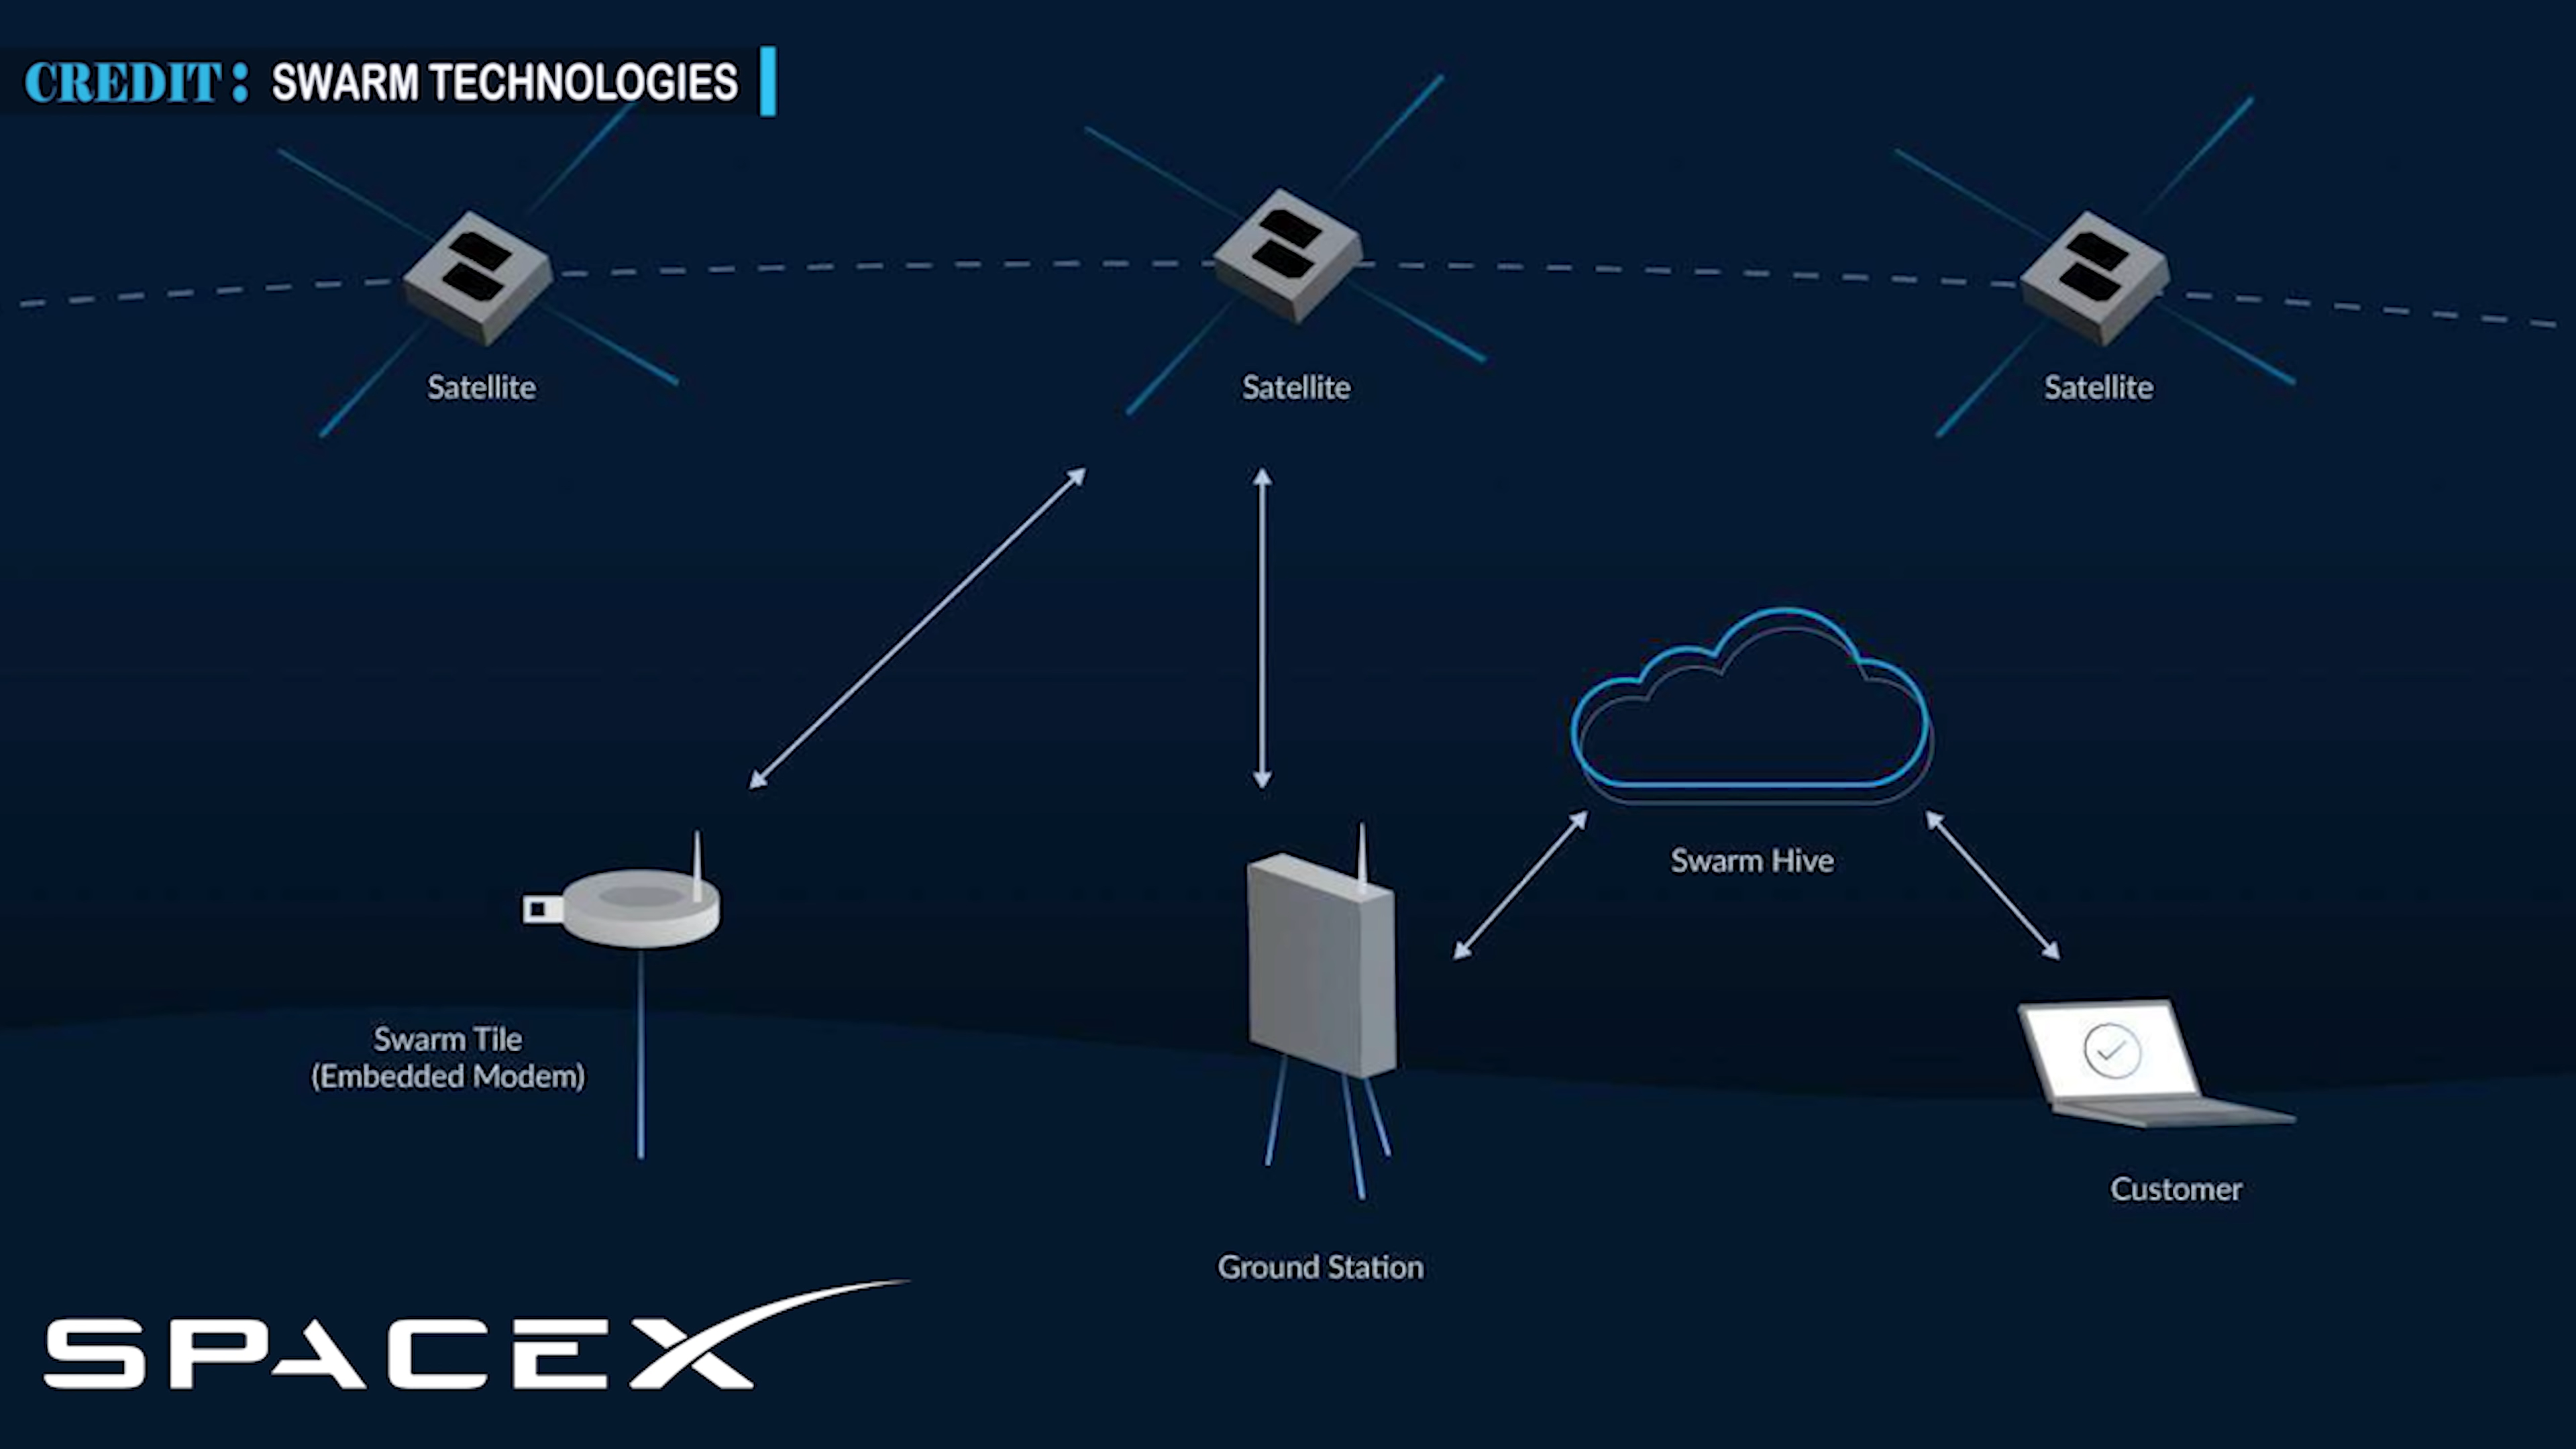 CREDIT: SWARM TECHNOLOGIES
Satellite
Satellite
Satellite
Swarm Hive
Swarm Tile
(Embedded Modem)
Customer
Ground Station
SPACEX